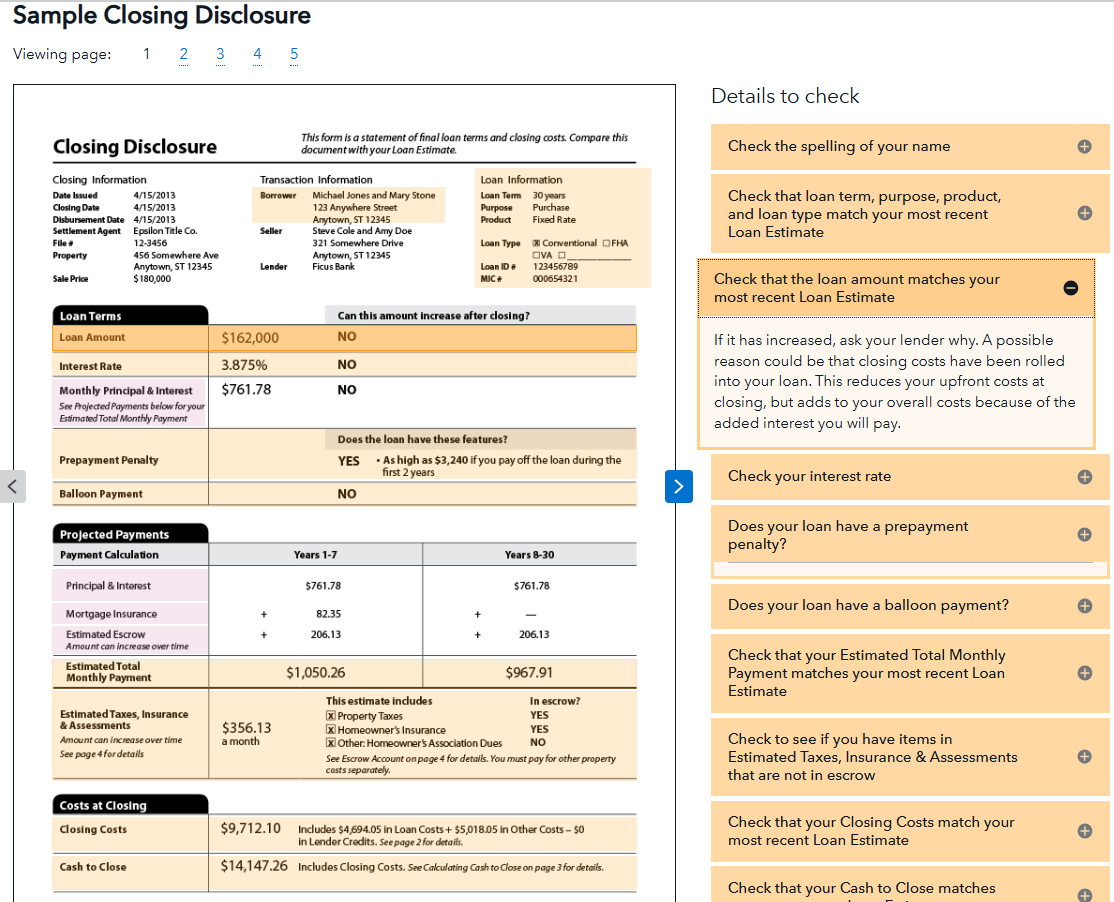 Sample Closing Disclosure
Viewing page: 1 2 3 4 5
Closing Disclosure
This form is a statement of final loan terms and closing costs. Compare this
document with your Loan Estimate.
Closing Information
Date Issued 4/15/2013
Closing Date 4/15/2013
Disbursement Date 4/15/2013
Settlement Agent Epsilon Title Co.
File # 12-3456
Property 456 Somewhere Ave
Anytown, ST 12345
Sale Price $180,000
Transaction Information
Borrower Michael Jones and Mary Stone
123 Anywhere Street
Anytown, ST 12345
Seller Steve Cole and Amy Doe
321 Somewhere Drive
Anytown, ST 12345
Lender Ficus Bank
Loan Information
Loan Term 30 years
Purpose Purchase
Product Fixed Rate
Loan Type ☒ Conventional ☐ FHA
☐ VA ☐ ____________
Loan ID # 123456789
MIC # 000654321
Loan Terms Can this amount increase after closing?
Loan Amount $162,000 NO
Interest Rate 3.875% NO
Monthly Principal & Interest $761.78 NO
See Projected Payments below for your
Estimated Total Monthly Payment
Does the loan have these features?
Prepayment Penalty YES • As high as $3,240 if you pay off the loan during the
first 2 years
Balloon Payment NO
Projected Payments
Payment Calculation Years 1-7 Years 8-30
Principal & Interest $761.78 $761.78
Mortgage Insurance + 82.35 + —
Estimated Escrow + 206.13 + 206.13
Amount can increase over time
Estimated Total
Monthly Payment $1,050.26 $967.91
Estimated Taxes, Insurance
& Assessments
Amount can increase over time
See page 4 for details
$356.13
a month
This estimate includes In escrow?
☒ Property Taxes YES
☒ Homeowner's Insurance YES
☒ Other: Homeowner's Association Dues NO
See Escrow Account on page 4 for details. You must pay for other property
costs separately.
Costs at Closing
Closing Costs $9,712.10 Includes $4,694.05 in Loan Costs + $5,018.05 in Other Costs – $0
in Lender Credits. See page 2 for details.
Cash to Close $14,147.26 Includes Closing Costs. See Calculating Cash to Close on page 3 for details.
Details to check
Check the spelling of your name
Check that loan term, purpose, product,
and loan type match your most recent
Loan Estimate
Check that the loan amount matches your
most recent Loan Estimate
If it has increased, ask your lender why. A possible
reason could be that closing costs have been rolled
into your loan. This reduces your upfront costs at
closing, but adds to your overall costs because of the
added interest you will pay.
Check your interest rate
Does your loan have a prepayment
penalty?
Does your loan have a balloon payment?
Check that your Estimated Total Monthly
Payment matches your most recent Loan
Estimate
Check to see if you have items in
Estimated Taxes, Insurance & Assessments
that are not in escrow
Check that your Closing Costs match your
most recent Loan Estimate
Check that your Cash to Close matches